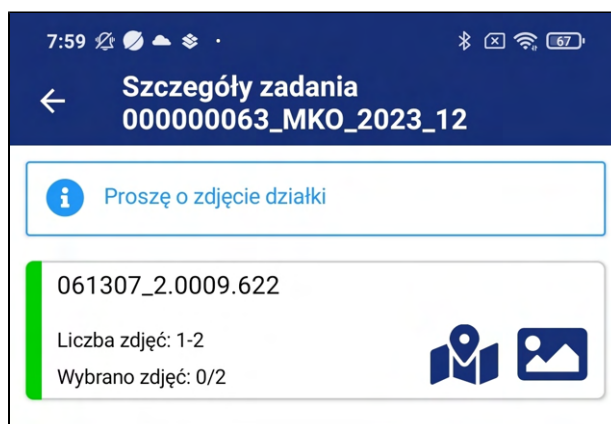 7:59
67
Szczegóły zadania
000000063_MKO_2023_12
Proszę o zdjęcie działki
061307_2.0009.622
Liczba zdjęć: 1-2
Wybrano zdjęć: 0/2